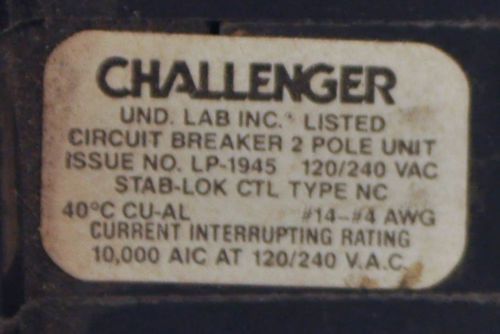 CHALLENGER
UND. LAB INC.* LISTED
CIRCUIT BREAKER 2 POLE UNIT
ISSUE NO. LP-1945 120/240 VAC
STAB-LOK CTL TYPE NC
40°C CU-AL #14-#4 AWG
CURRENT INTERRUPTING RATING
10,000 AIC AT 120/240 V.A.C.